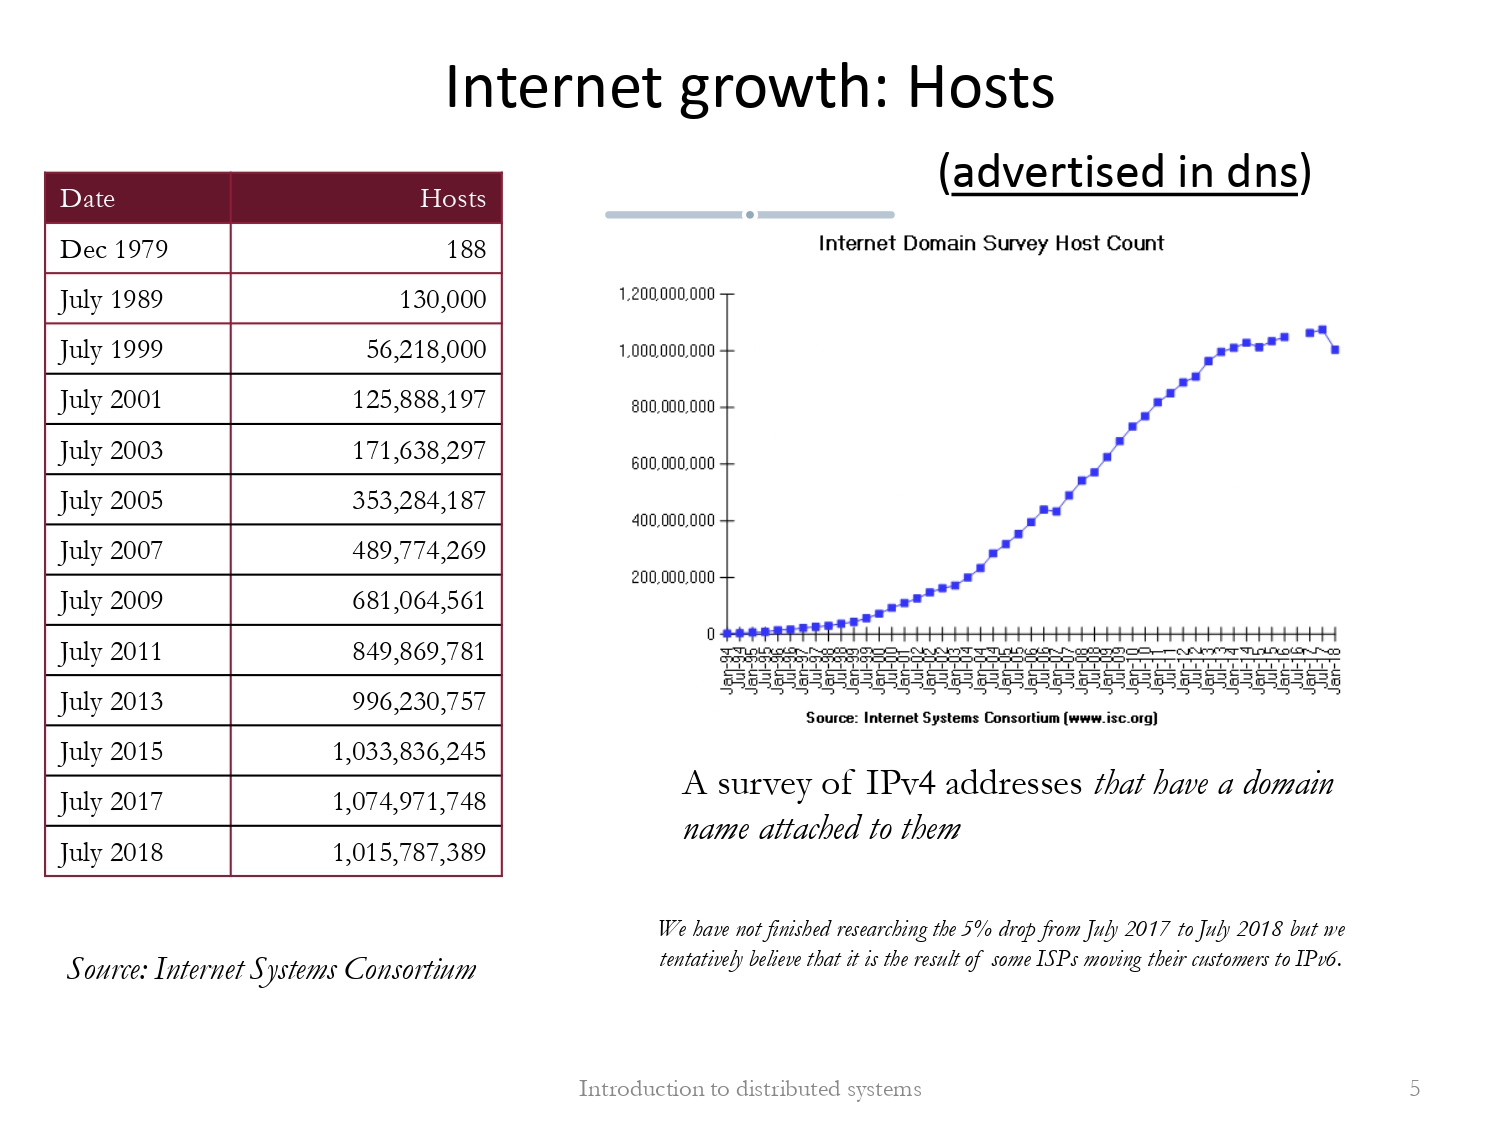 Internet growth: Hosts
(advertised in dns)
Date Hosts
Dec 1979 188
July 1989 130,000
July 1999 56,218,000
July 2001 125,888,197
July 2003 171,638,297
July 2005 353,284,187
July 2007 489,774,269
July 2009 681,064,561
July 2011 849,869,781
July 2013 996,230,757
July 2015 1,033,836,245
July 2017 1,074,971,748
July 2018 1,015,787,389
Source: Internet Systems Consortium
Internet Domain Survey Host Count
1,200,000,000
1,000,000,000
800,000,000
600,000,000
400,000,000
200,000,000
0
Jan-94
Jul-94
Jan-95
Jul-95
Jan-96
Jul-96
Jan-97
Jul-97
Jan-98
Jul-98
Jan-99
Jul-99
Jan-00
Jul-00
Jan-01
Jul-02
Jan-02
Jul-02
Jan-03
Jul-04
Jan-04
Jul-04
Jan-05
Jul-05
Jan-06
Jul-06
Jan-07
Jul-07
Jan-08
Jul-08
Jan-09
Jul-09
Jan-10
Jul-10
Jan-11
Jul-11
Jan-12
Jul-12
Jan-13
Jul-13
Jan-14
Jul-14
Jan-15
Jul-15
Jan-16
Jul-16
Jan-17
Jul-17
Jan-18
Source: Internet Systems Consortium (www.isc.org)
A survey of IPv4 addresses that have a domain
name attached to them
We have not finished researching the 5% drop from July 2017 to July 2018 but we
tentatively believe that it is the result of some ISPs moving their customers to IPv6.
Introduction to distributed systems
5